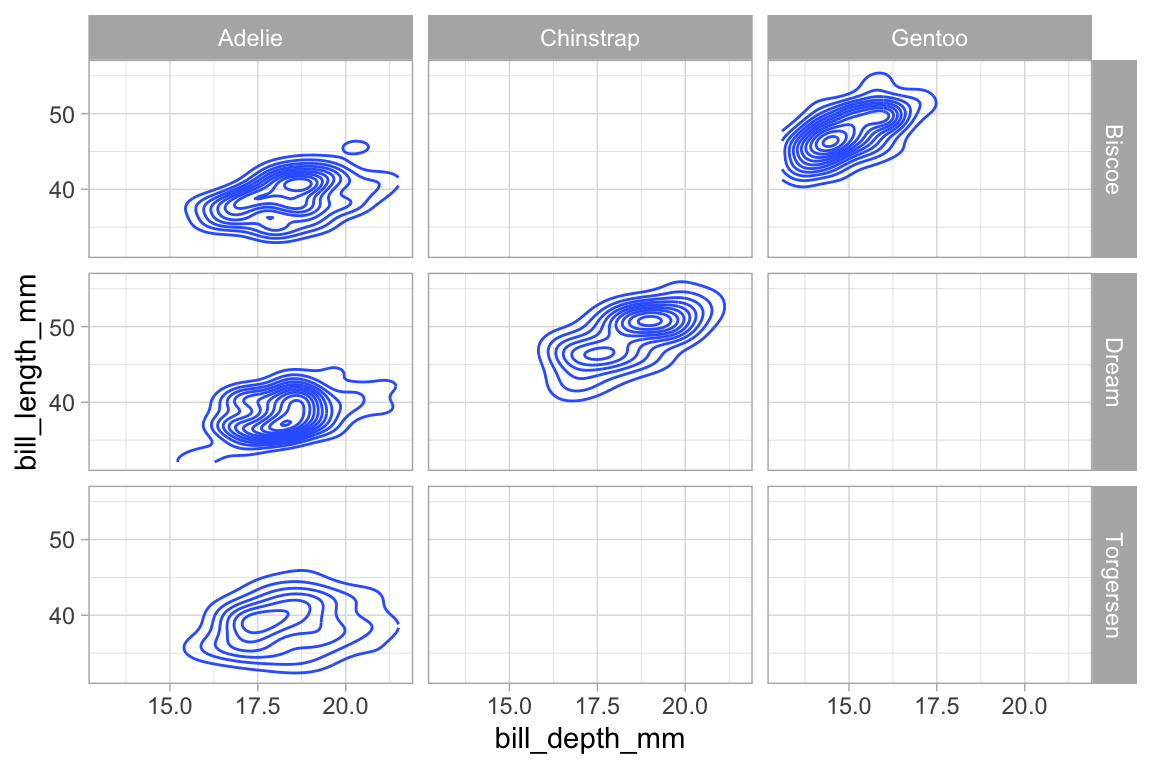 Adelie Chinstrap Gentoo
50
40
Biscoe
50
40
Dream
50
40
Torgersen
bill_length_mm
15.0 17.5 20.0 15.0 17.5 20.0 15.0 17.5 20.0
bill_depth_mm